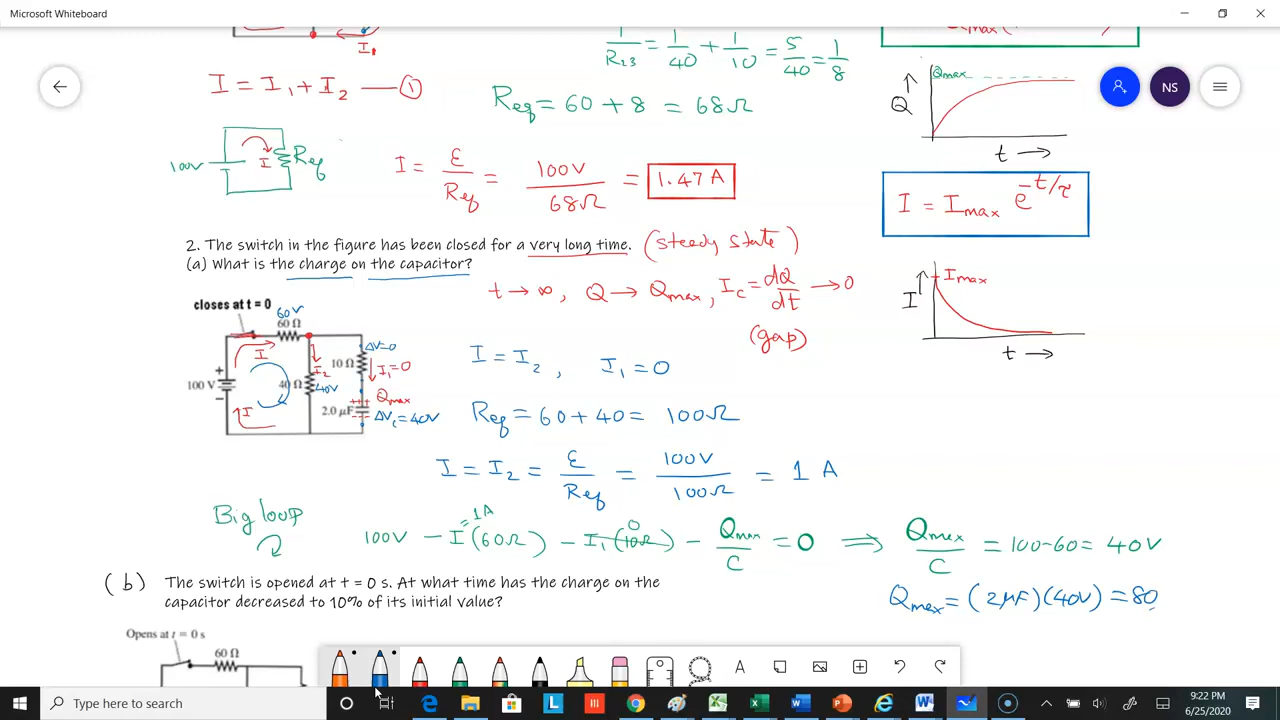 Microsoft Whiteboard
I₁
I = I₁ + I₂ — ①
1/R₂₃ = 1/40 + 1/10 = 5/40 = 1/8
Req = 60 + 8 = 68Ω
100V I Req
I = ε/Req = 100V/68Ω = 1.47 A
Qmax
Q
t →
NS
I = Imax e^(-t/τ)
2. The switch in the figure has been closed for a very long time. (steady state)
(a) What is the charge on the capacitor?
t → ∞, Q → Qmax, Ic = dQ/dt → 0
(gap)
Imax
I
t →
closes at t = 0
60V
60 Ω
I
I₂
ΔV=0
10 Ω
I₁=0
100 V
+
−
I
40 Ω
40V
2.0 μF
+++
Qmax
ΔVc = 40V
I = I₂, I₁ = 0
Req = 60 + 40 = 100Ω
I = I₂ = ε/Req = 100V/100Ω = 1 A
Big loop
=1A
0
100V − I(60Ω) − I₁(10Ω) − Qmax/C = 0 ⟹ Qmax/C = 100−60 = 40V
Qmax = (2μF)(40V) = 80
(b) The switch is opened at t = 0 s. At what time has the charge on the
capacitor decreased to 10% of its initial value?
Opens at t = 0 s
60 Ω
A
Type here to search
9:22 PM
6/25/2020